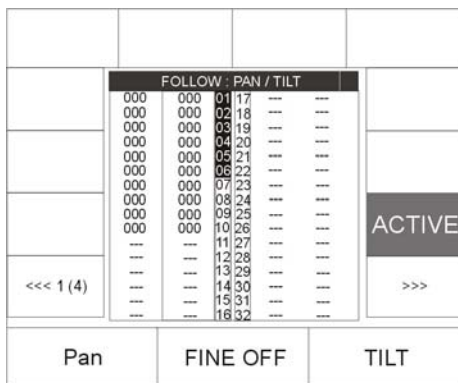 FOLLOW : PAN / TILT
000 000 01 17 --- ---
000 000 02 18 --- ---
000 000 03 19 --- ---
000 000 04 20 --- ---
000 000 05 21 --- ---
000 000 06 22 --- ---
000 000 07 23 --- ---
000 000 08 24 --- ---
000 000 09 25 --- ---
000 000 10 26 --- ---
--- --- 11 27 --- ---
--- --- 12 28 --- ---
--- --- 13 29 --- ---
--- --- 14 30 --- ---
--- --- 15 31 --- ---
--- --- 16 32 --- ---
ACTIVE
<<< 1 (4)
>>>
Pan FINE OFF TILT